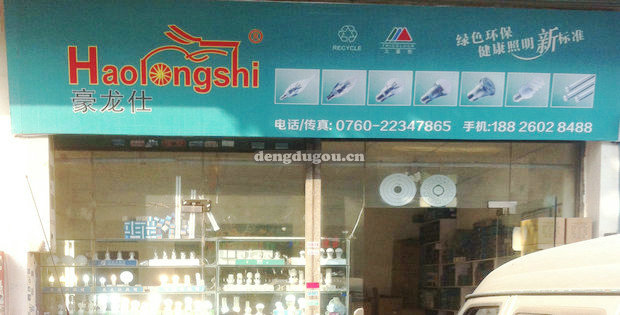 Haolongshi ®
豪龙仕
RECYCLE
绿色环保
健康照明新标准
电话/传真: 0760-22347865 手机:188 2602 8488
dengdugou.cn